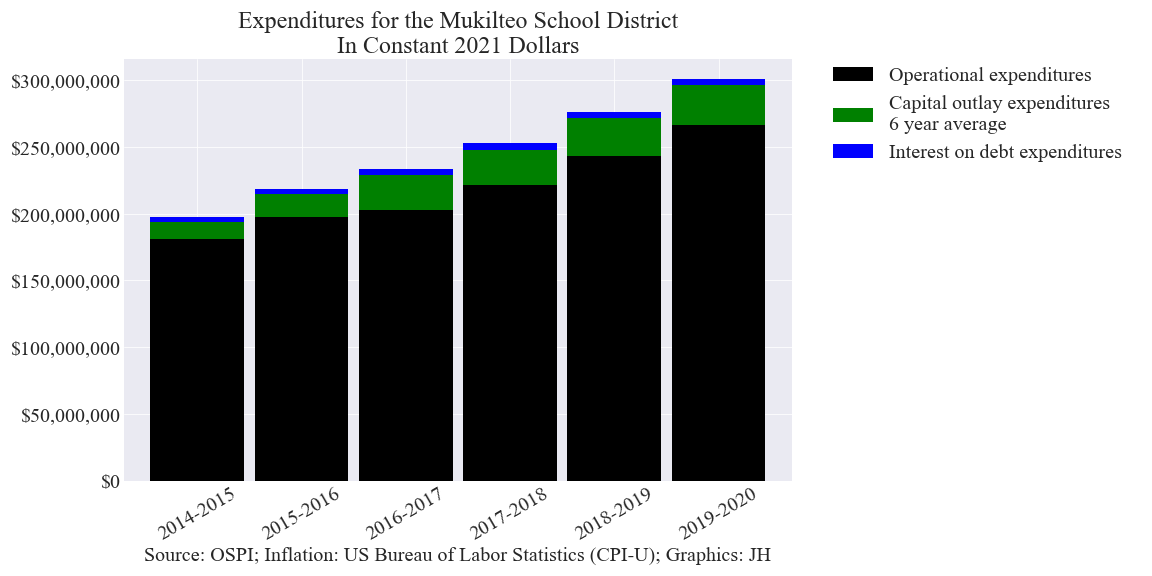 Expenditures for the Mukilteo School District
In Constant 2021 Dollars
$300,000,000
$250,000,000
$200,000,000
$150,000,000
$100,000,000
$50,000,000
$0
2014-2015
2015-2016
2016-2017
2017-2018
2018-2019
2019-2020
Source: OSPI; Inflation: US Bureau of Labor Statistics (CPI-U); Graphics: JH
Operational expenditures
Capital outlay expenditures
6 year average
Interest on debt expenditures